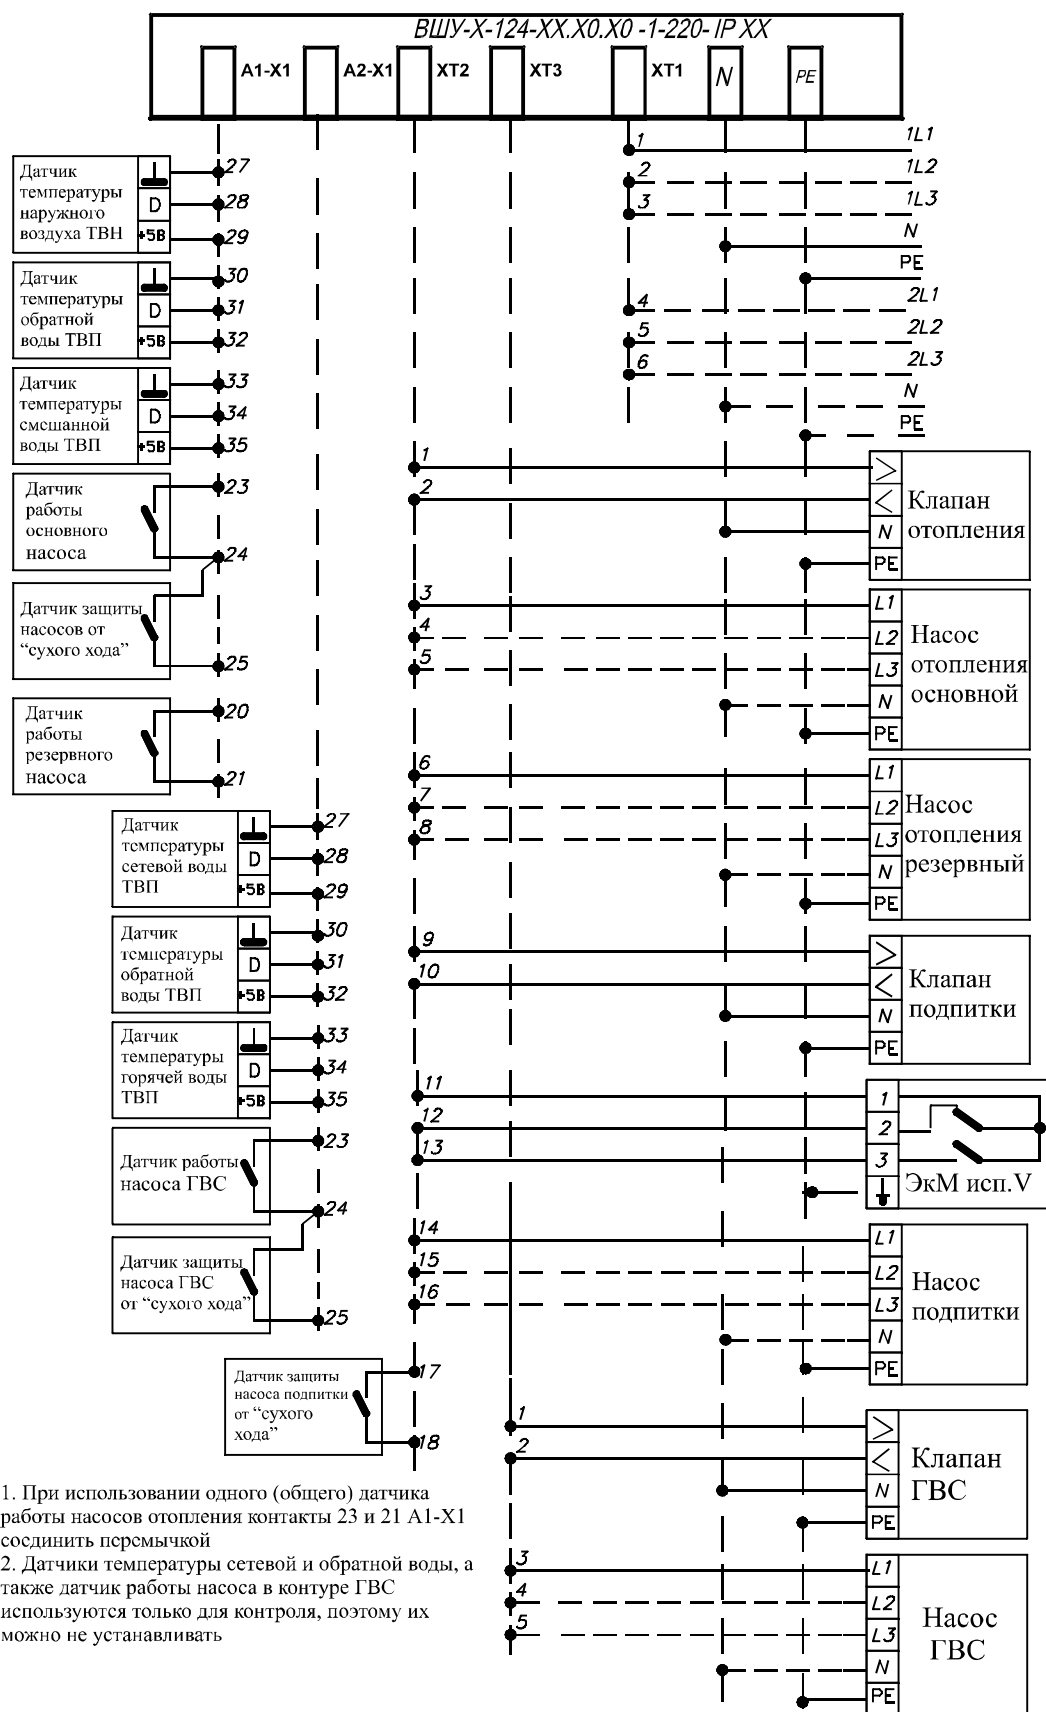 ВШУ-Х-124-ХХ.Х0.Х0 -1-220- IP XX
A1-X1
A2-X1
XT2
XT3
XT1
N
PE
1
1L1
2
1L2
3
1L3
N
PE
4
2L1
5
2L2
6
2L3
N
PE
Датчик
температуры
наружного
воздуха ТВН
D
+5В
27
28
29
Датчик
температуры
обратной
воды ТВП
D
+5В
30
31
32
Датчик
температуры
смешанной
воды ТВП
D
+5В
33
34
35
Датчик
работы
основного
насоса
23
24
Датчик защиты
насосов от
“сухого хода”
25
Датчик
работы
резервного
насоса
20
21
Датчик
температуры
сетевой воды
ТВП
D
+5В
27
28
29
Датчик
температуры
обратной
воды ТВП
D
+5В
30
31
32
Датчик
температуры
горячей воды
ТВП
D
+5В
33
34
35
Датчик работы
насоса ГВС
23
24
Датчик защиты
насоса ГВС
от “сухого хода”
25
Датчик защиты
насоса подпитки
от “сухого
хода”
17
18
1
2
>
<
N
PE
Клапан
отопления
3
4
5
L1
L2
L3
N
PE
Насос
отопления
основной
6
7
8
L1
L2
L3
N
PE
Насос
отопления
резервный
9
10
>
<
N
PE
Клапан
подпитки
11
12
13
1
2
3
ЭкМ исп.V
14
15
16
L1
L2
L3
N
PE
Насос
подпитки
1
2
>
<
N
PE
Клапан
ГВС
3
4
5
L1
L2
L3
N
PE
Насос
ГВС
1. При использовании одного (общего) датчика
работы насосов отопления контакты 23 и 21 А1-Х1
соединить перемычкой
2. Датчики температуры сетевой и обратной воды, а
также датчик работы насоса в контуре ГВС
используются только для контроля, поэтому их
можно не устанавливать